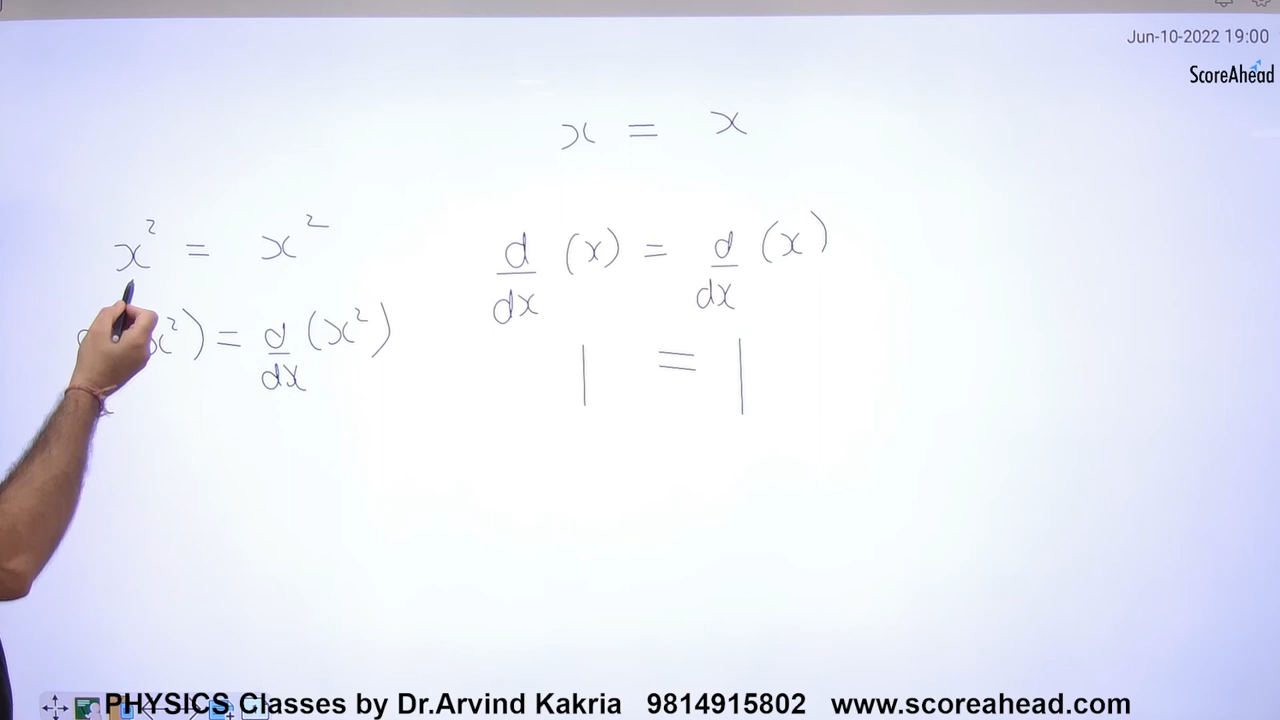 Jun-10-2022 19:00
ScoreAhead
x = x
x² = x²
d/dx (x) = d/dx (x)
x²) = d/dx (x²)
1 = 1
PHYSICS Classes by Dr.Arvind Kakria 9814915802 www.scoreahead.com